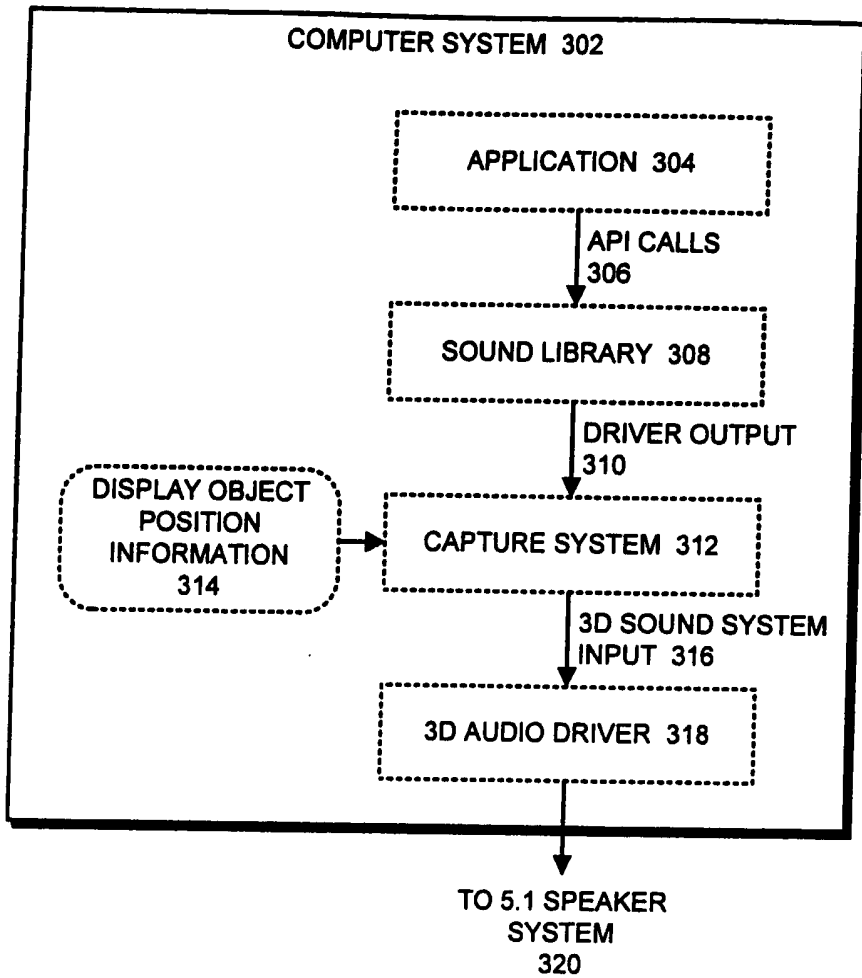 COMPUTER SYSTEM 302
APPLICATION 304
API CALLS
306
SOUND LIBRARY 308
DRIVER OUTPUT
310
DISPLAY OBJECT
POSITION
INFORMATION
314
CAPTURE SYSTEM 312
3D SOUND SYSTEM
INPUT 316
3D AUDIO DRIVER 318
TO 5.1 SPEAKER
SYSTEM
320